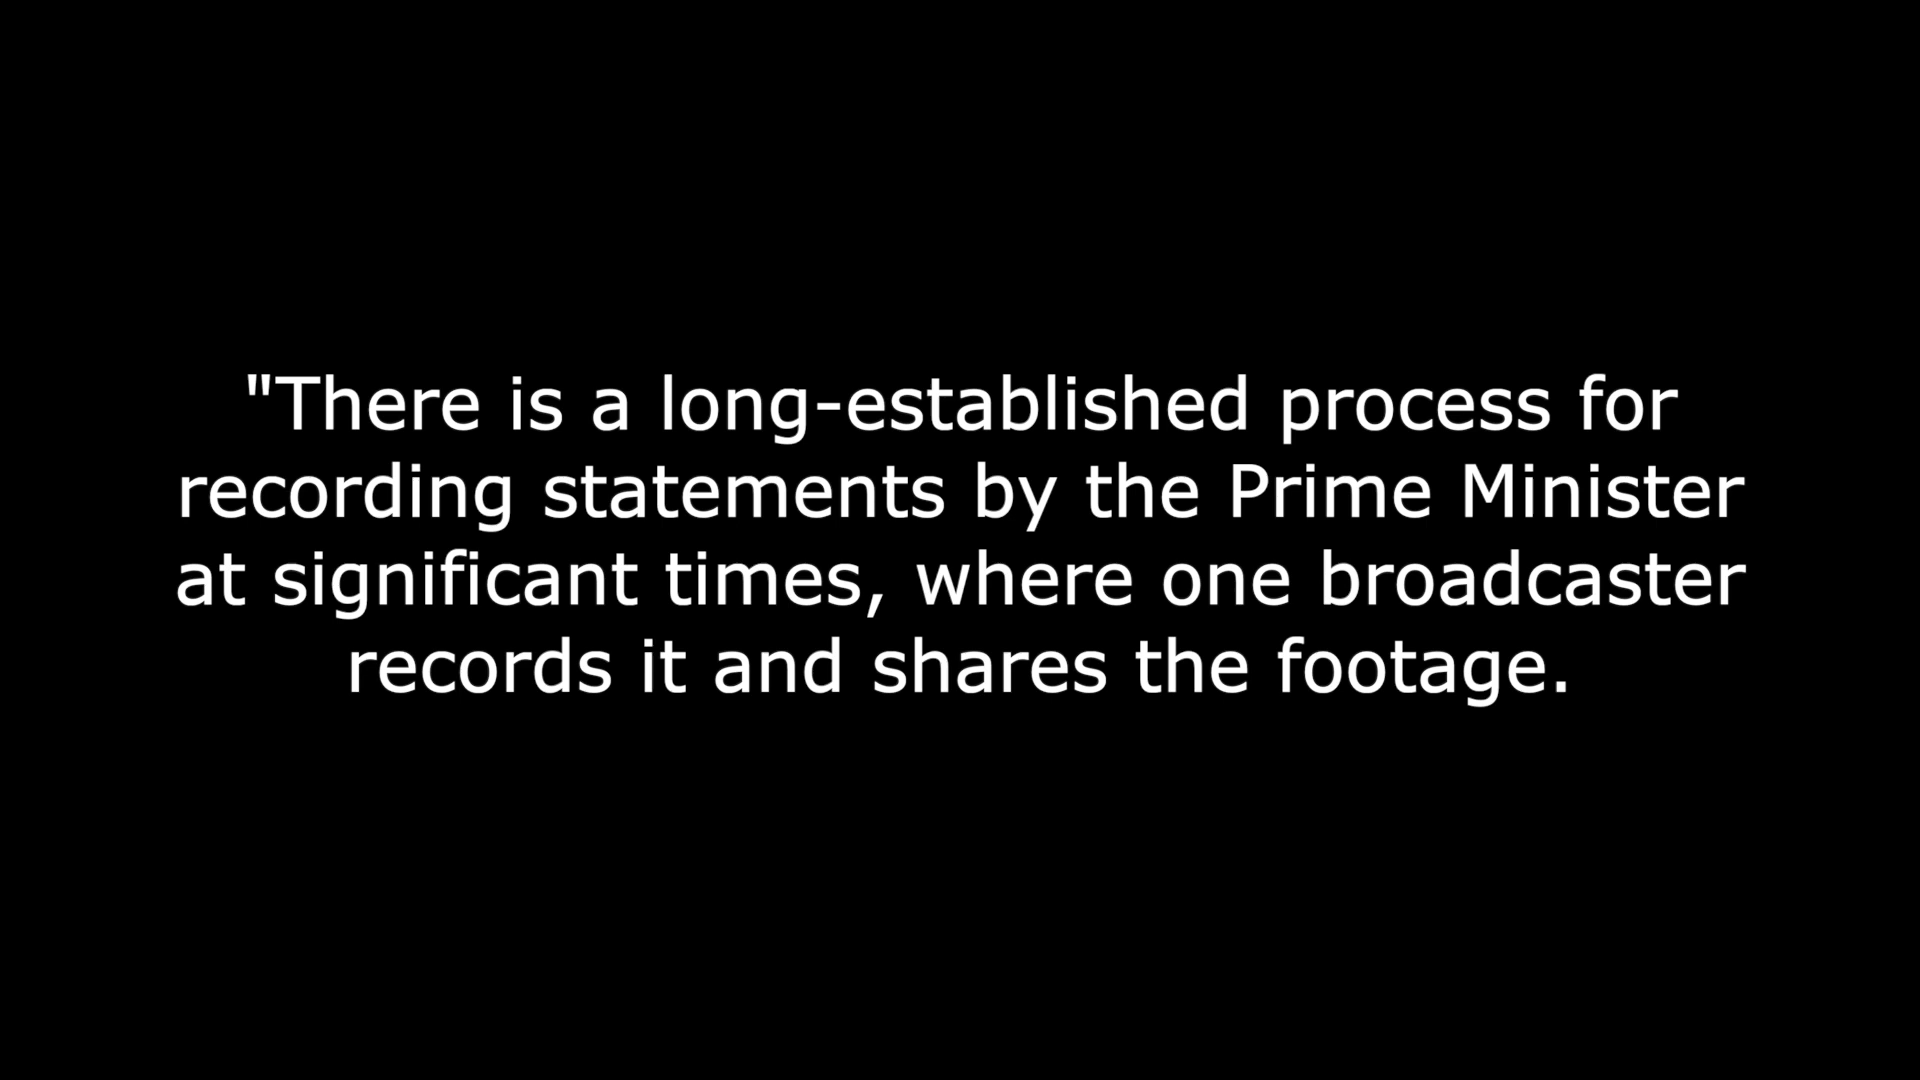 "There is a long-established process for
recording statements by the Prime Minister
at significant times, where one broadcaster
records it and shares the footage.